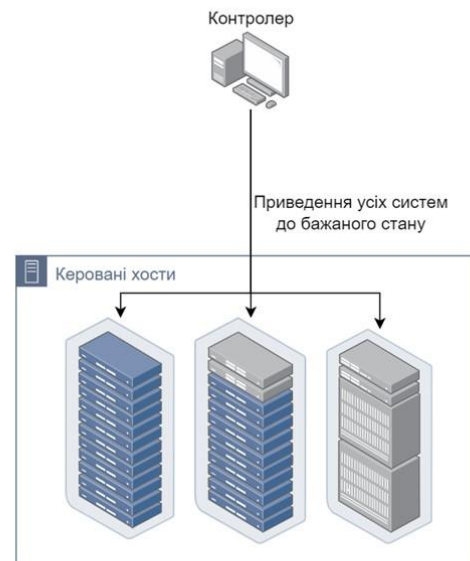 Контролер
Приведення усіх систем
до бажаного стану
Керовані хости